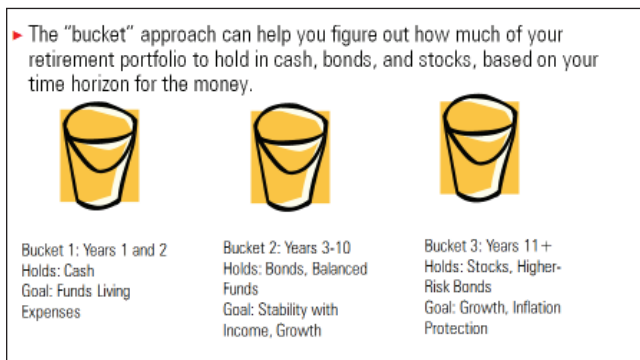 The "bucket" approach can help you figure out how much of your
retirement portfolio to hold in cash, bonds, and stocks, based on your
time horizon for the money.
Bucket 1: Years 1 and 2
Holds: Cash
Goal: Funds Living
Expenses
Bucket 2: Years 3-10
Holds: Bonds, Balanced
Funds
Goal: Stability with
Income, Growth
Bucket 3: Years 11+
Holds: Stocks, Higher-
Risk Bonds
Goal: Growth, Inflation
Protection